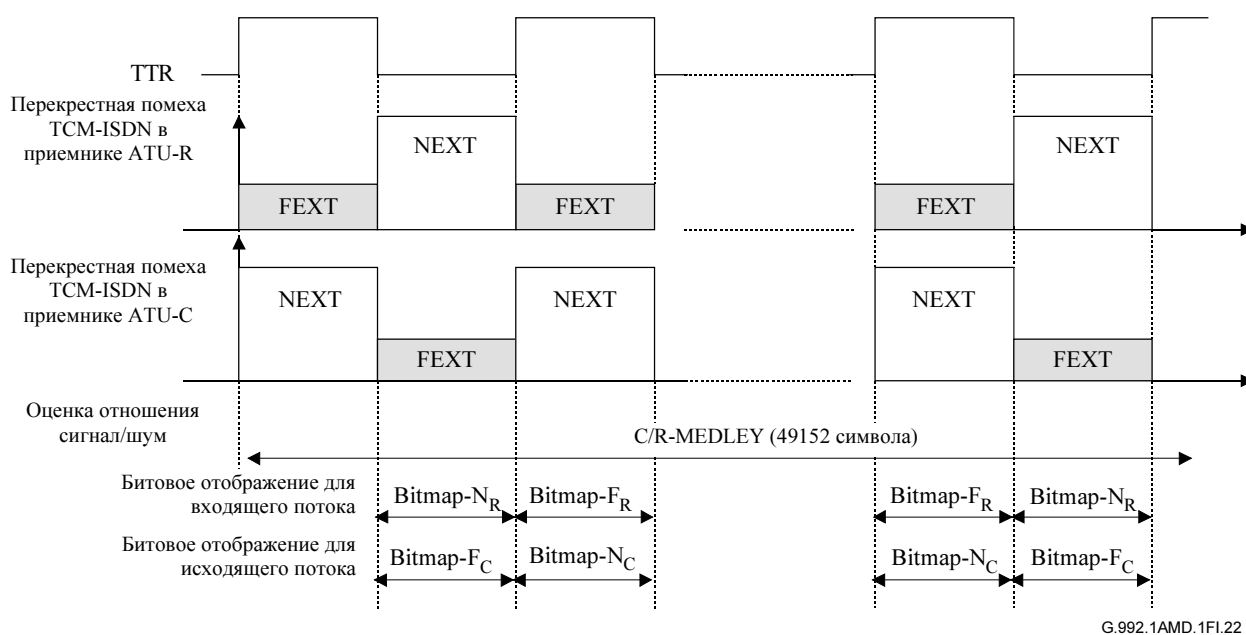 TTR
Перекрестная помеха
TCM-ISDN в
приемнике ATU-R
NEXT
NEXT
FEXT
FEXT
FEXT
Перекрестная помеха
TCM-ISDN в
приемнике ATU-C
NEXT
NEXT
NEXT
FEXT
FEXT
Оценка отношения
сигнал/шум
C/R-MEDLEY (49152 символа)
Битовое отображение для
входящего потока
Bitmap-N_R
Bitmap-F_R
Bitmap-F_R
Bitmap-N_R
Битовое отображение для
исходящего потока
Bitmap-F_C
Bitmap-N_C
Bitmap-N_C
Bitmap-F_C
G.992.1AMD.1FI.22